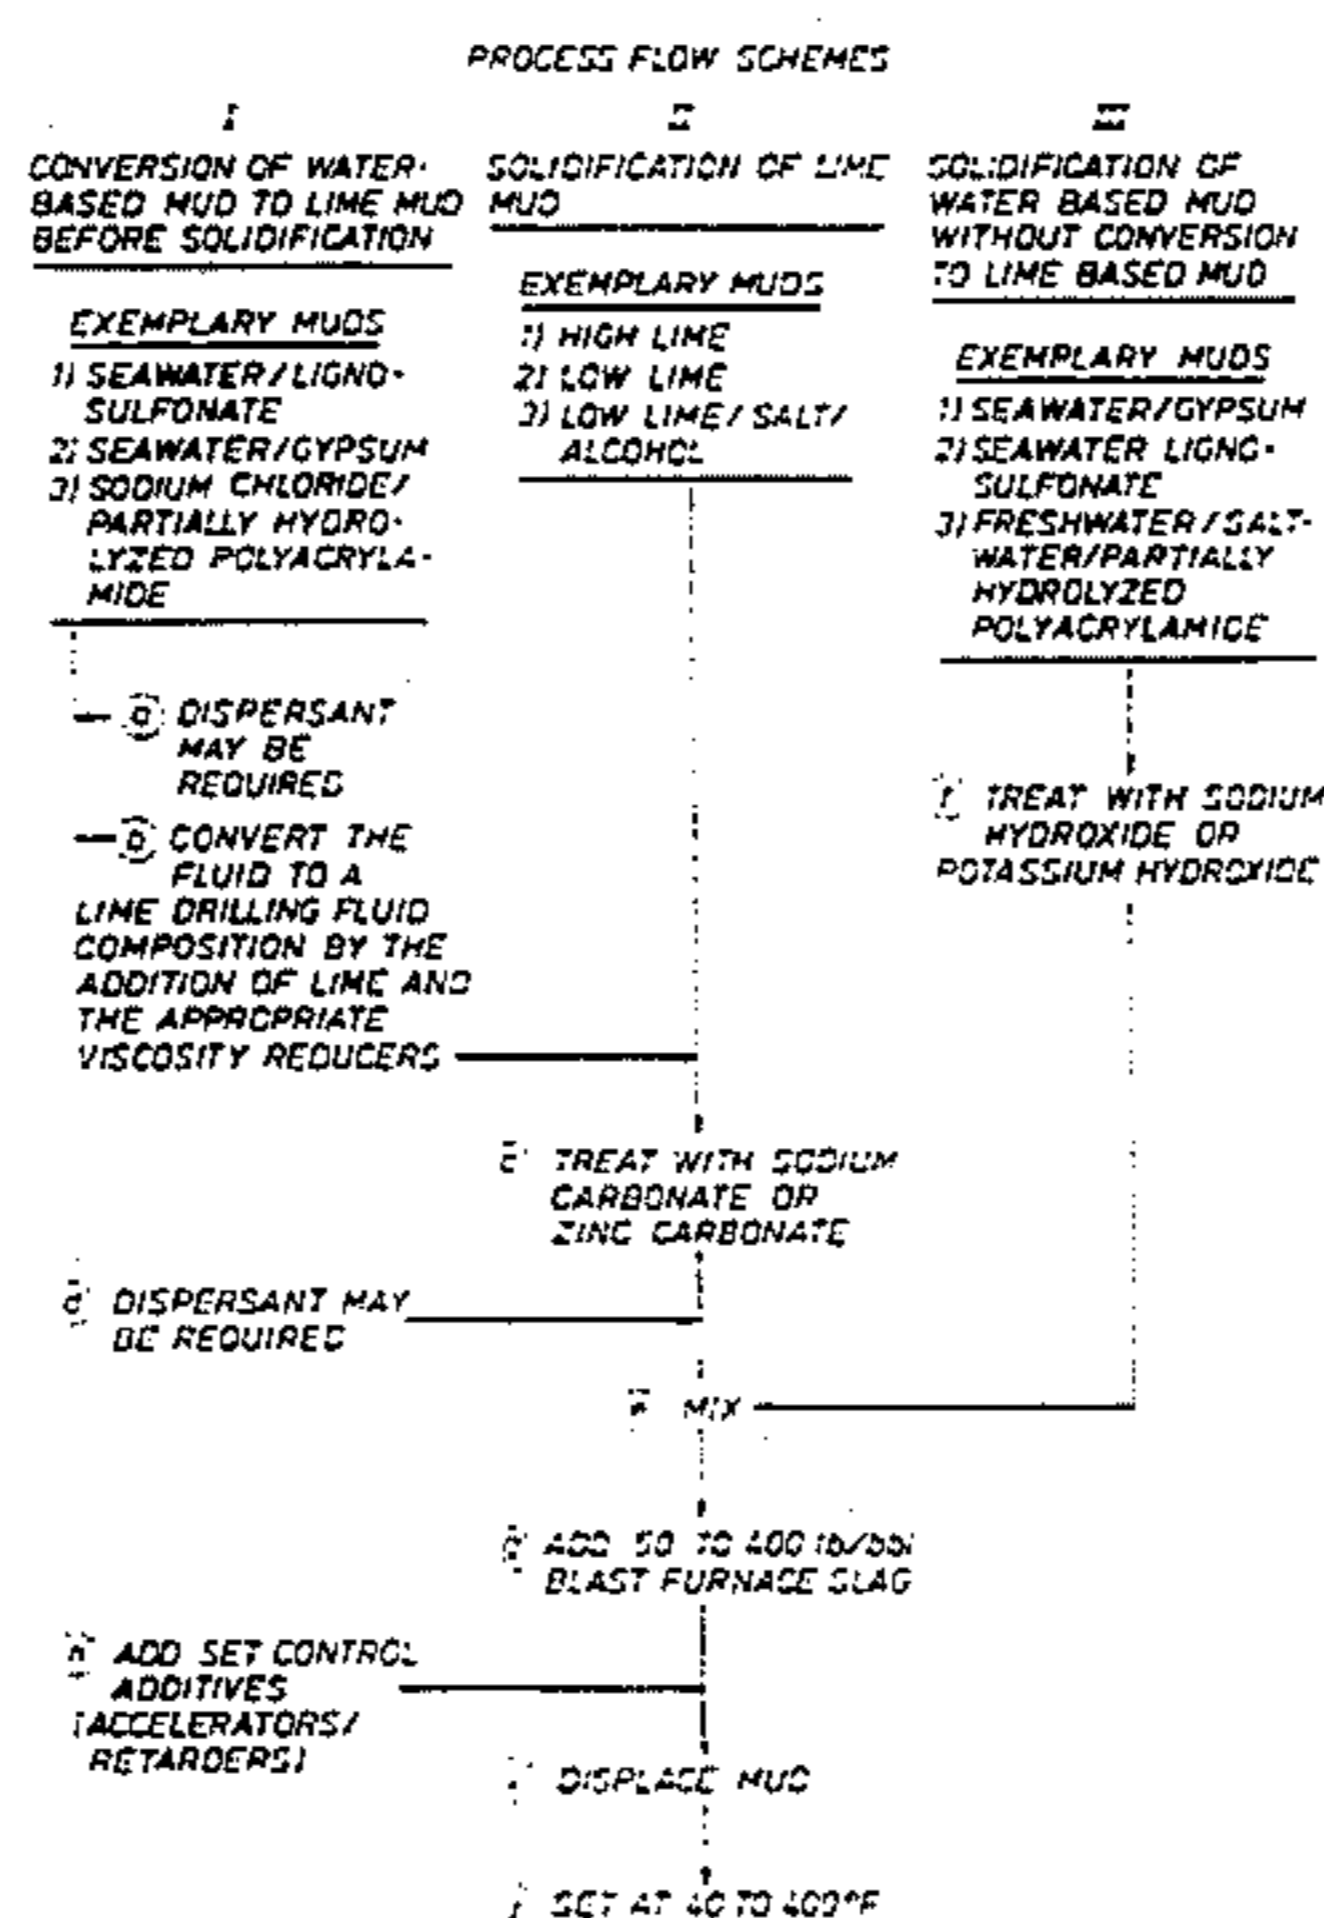 PROCESS FLOW SCHEMES
I
CONVERSION OF WATER-
BASED MUD TO LIME MUD
BEFORE SOLIDIFICATION
EXEMPLARY MUDS
1) SEAWATER/LIGNO-
SULFONATE
2) SEAWATER/GYPSUM
3) SODIUM CHLORIDE/
PARTIALLY HYDRO-
LYZED POLYACRYLA-
MIDE
a DISPERSANT
MAY BE
REQUIRED
b CONVERT THE
FLUID TO A
LIME DRILLING FLUID
COMPOSITION BY THE
ADDITION OF LIME AND
THE APPROPRIATE
VISCOSITY REDUCERS
II
SOLIDIFICATION OF LIME
MUD
EXEMPLARY MUDS
1) HIGH LIME
2) LOW LIME
3) LOW LIME/SALT/
ALCOHOL
III
SOLIDIFICATION OF
WATER BASED MUD
WITHOUT CONVERSION
TO LIME BASED MUD
EXEMPLARY MUDS
1) SEAWATER/GYPSUM
2) SEAWATER LIGNO-
SULFONATE
3) FRESHWATER/SALT-
WATER/PARTIALLY
HYDROLYZED
POLYACRYLAMIDE
f TREAT WITH SODIUM
HYDROXIDE OR
POTASSIUM HYDROXIDE
c TREAT WITH SODIUM
CARBONATE OR
ZINC CARBONATE
d DISPERSANT MAY
BE REQUIRED
e MIX
g ADD 50 TO 400 lb/bbl
BLAST FURNACE SLAG
h ADD SET CONTROL
ADDITIVES
(ACCELERATORS/
RETARDERS)
i DISPLACE MUD
j SET AT 40 TO 400°F